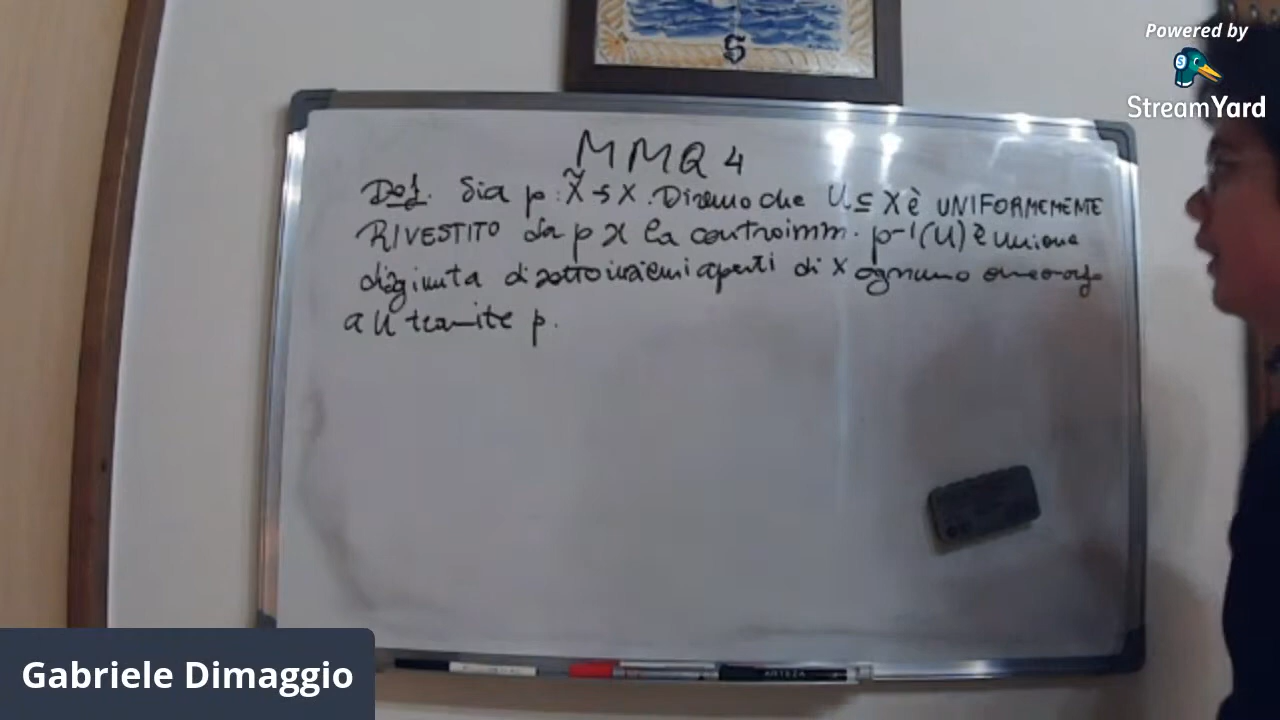 Powered by
StreamYard
S
MMQ 4
Def. Sia p: X̃→X. Diremo che U⊆X è UNIFORMEMENTE
RIVESTITO da p se la controimm. p⁻¹(U) è unione
disgiunta di sottoinsiemi aperti di X ognuno omeomorfo
a U tramite p.
ARTEZA
Gabriele Dimaggio